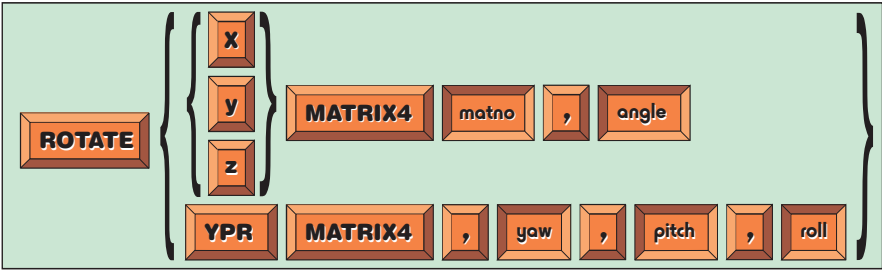 X
y
ROTATE MATRIX4 matno , angle
z
YPR MATRIX4 , yaw , pitch , roll